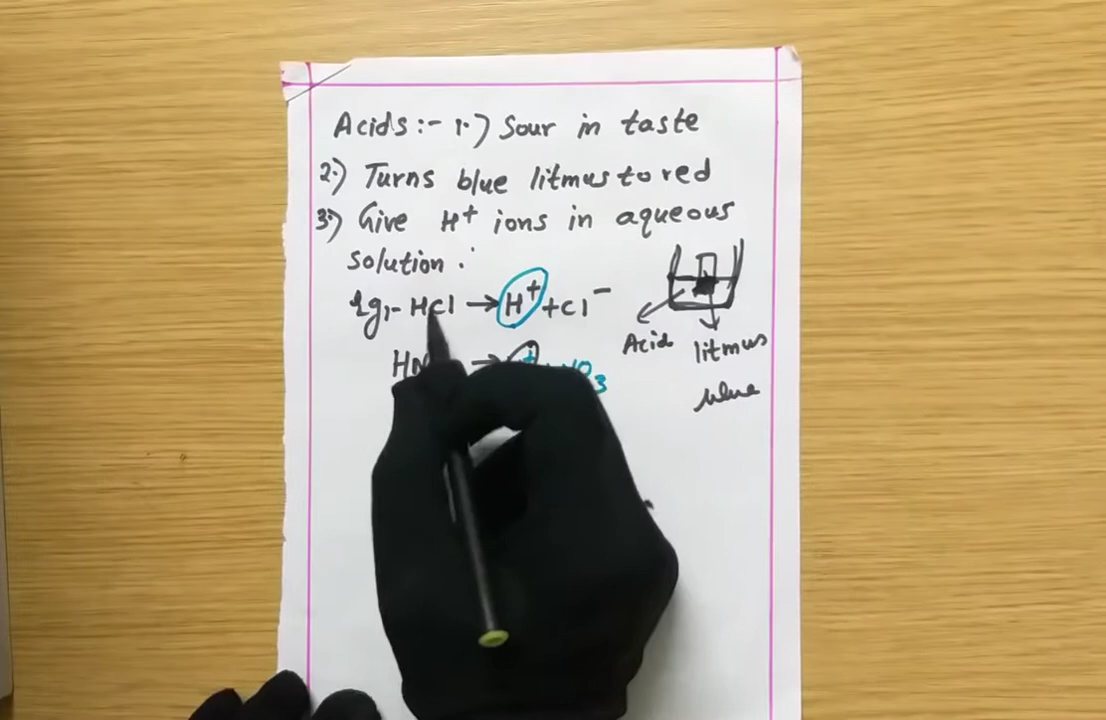 Acids :- 1.) Sour in taste
2.) Turns blue litmus to red
3.) Give H+ ions in aqueous
solution.
Eg:- HCl → H+ + Cl−
Acid litmus
blue